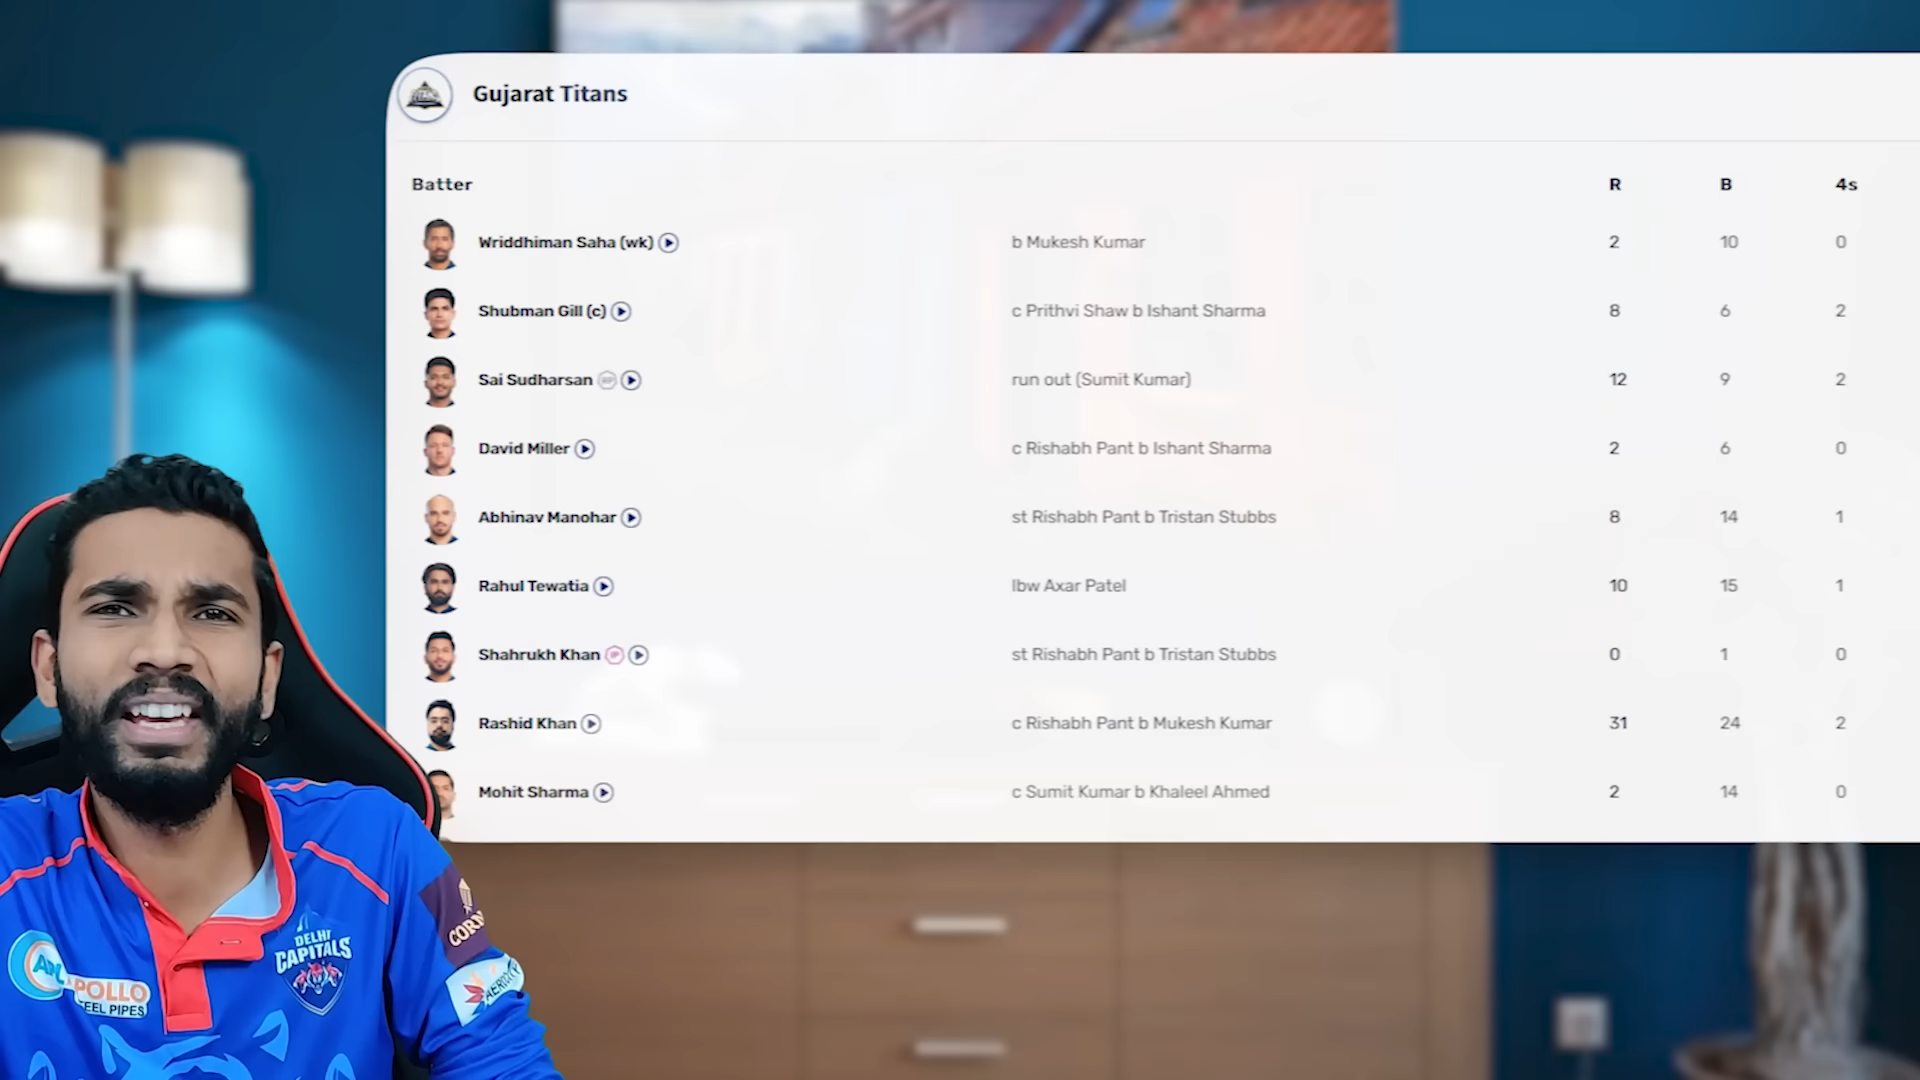 Gujarat Titans
Batter R B 4s
Wriddhiman Saha (wk) b Mukesh Kumar 2 10 0
Shubman Gill (c) c Prithvi Shaw b Ishant Sharma 8 6 2
Sai Sudharsan run out (Sumit Kumar) 12 9 2
David Miller c Rishabh Pant b Ishant Sharma 2 6 0
Abhinav Manohar st Rishabh Pant b Tristan Stubbs 8 14 1
Rahul Tewatia lbw Axar Patel 10 15 1
Shahrukh Khan st Rishabh Pant b Tristan Stubbs 0 1 0
Rashid Khan c Rishabh Pant b Mukesh Kumar 31 24 2
Mohit Sharma c Sumit Kumar b Khaleel Ahmed 2 14 0
DELHI
CAPITALS
APOLLO